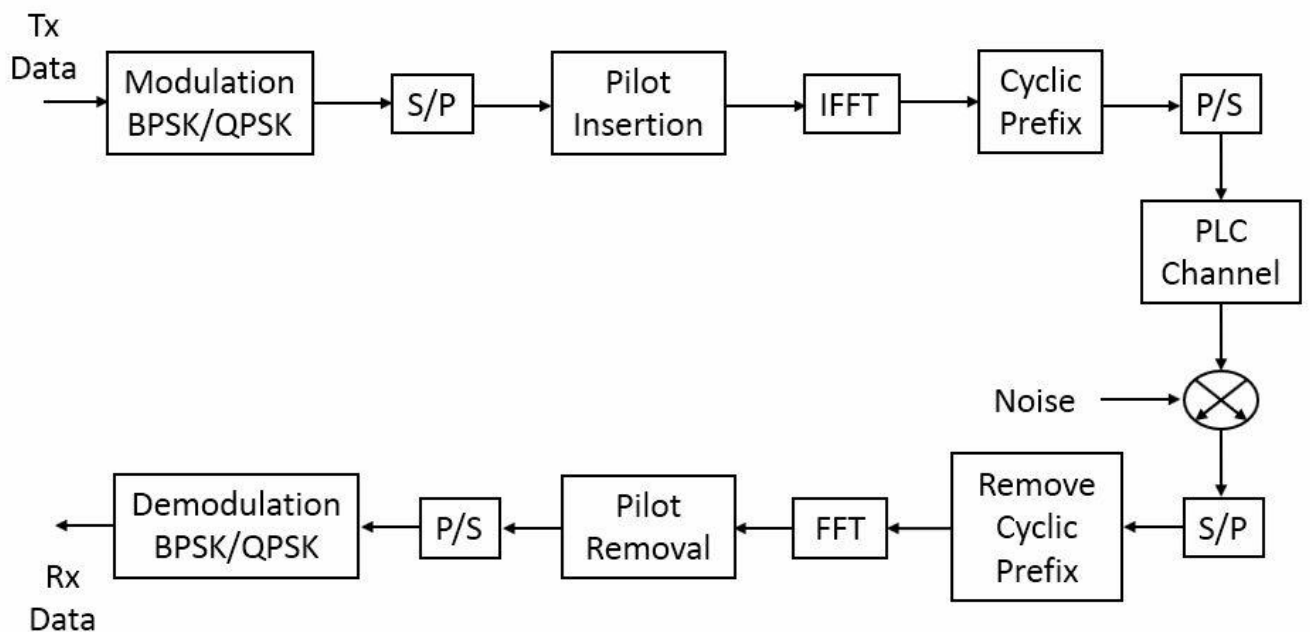 Tx
Data
Modulation
BPSK/QPSK
S/P
Pilot
Insertion
IFFT
Cyclic
Prefix
P/S
PLC
Channel
Noise
Demodulation
BPSK/QPSK
P/S
Pilot
Removal
FFT
Remove
Cyclic
Prefix
S/P
Rx
Data